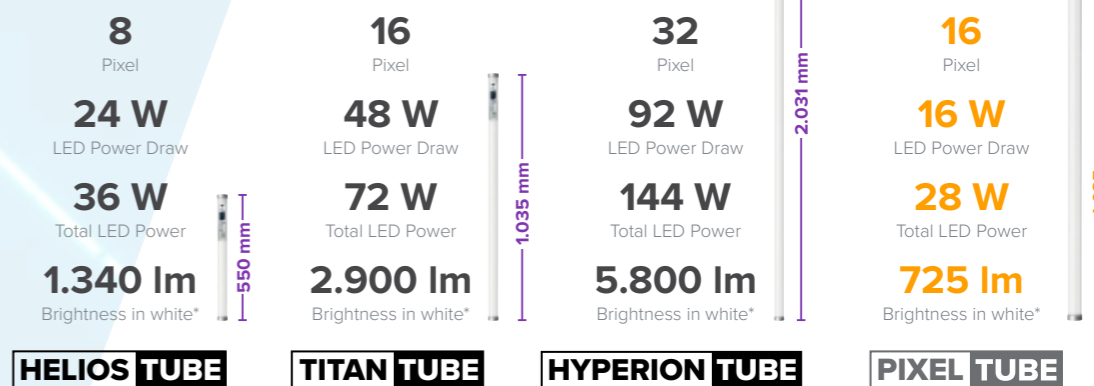 8
Pixel
24 W
LED Power Draw
36 W
Total LED Power
1.340 lm
Brightness in white*
550 mm
HELIOS TUBE
16
Pixel
48 W
LED Power Draw
72 W
Total LED Power
2.900 lm
Brightness in white*
1.035 mm
TITAN TUBE
32
Pixel
92 W
LED Power Draw
144 W
Total LED Power
5.800 lm
Brightness in white*
2.031 mm
HYPERION TUBE
16
Pixel
16 W
LED Power Draw
28 W
Total LED Power
725 lm
Brightness in white*
PIXEL TUBE